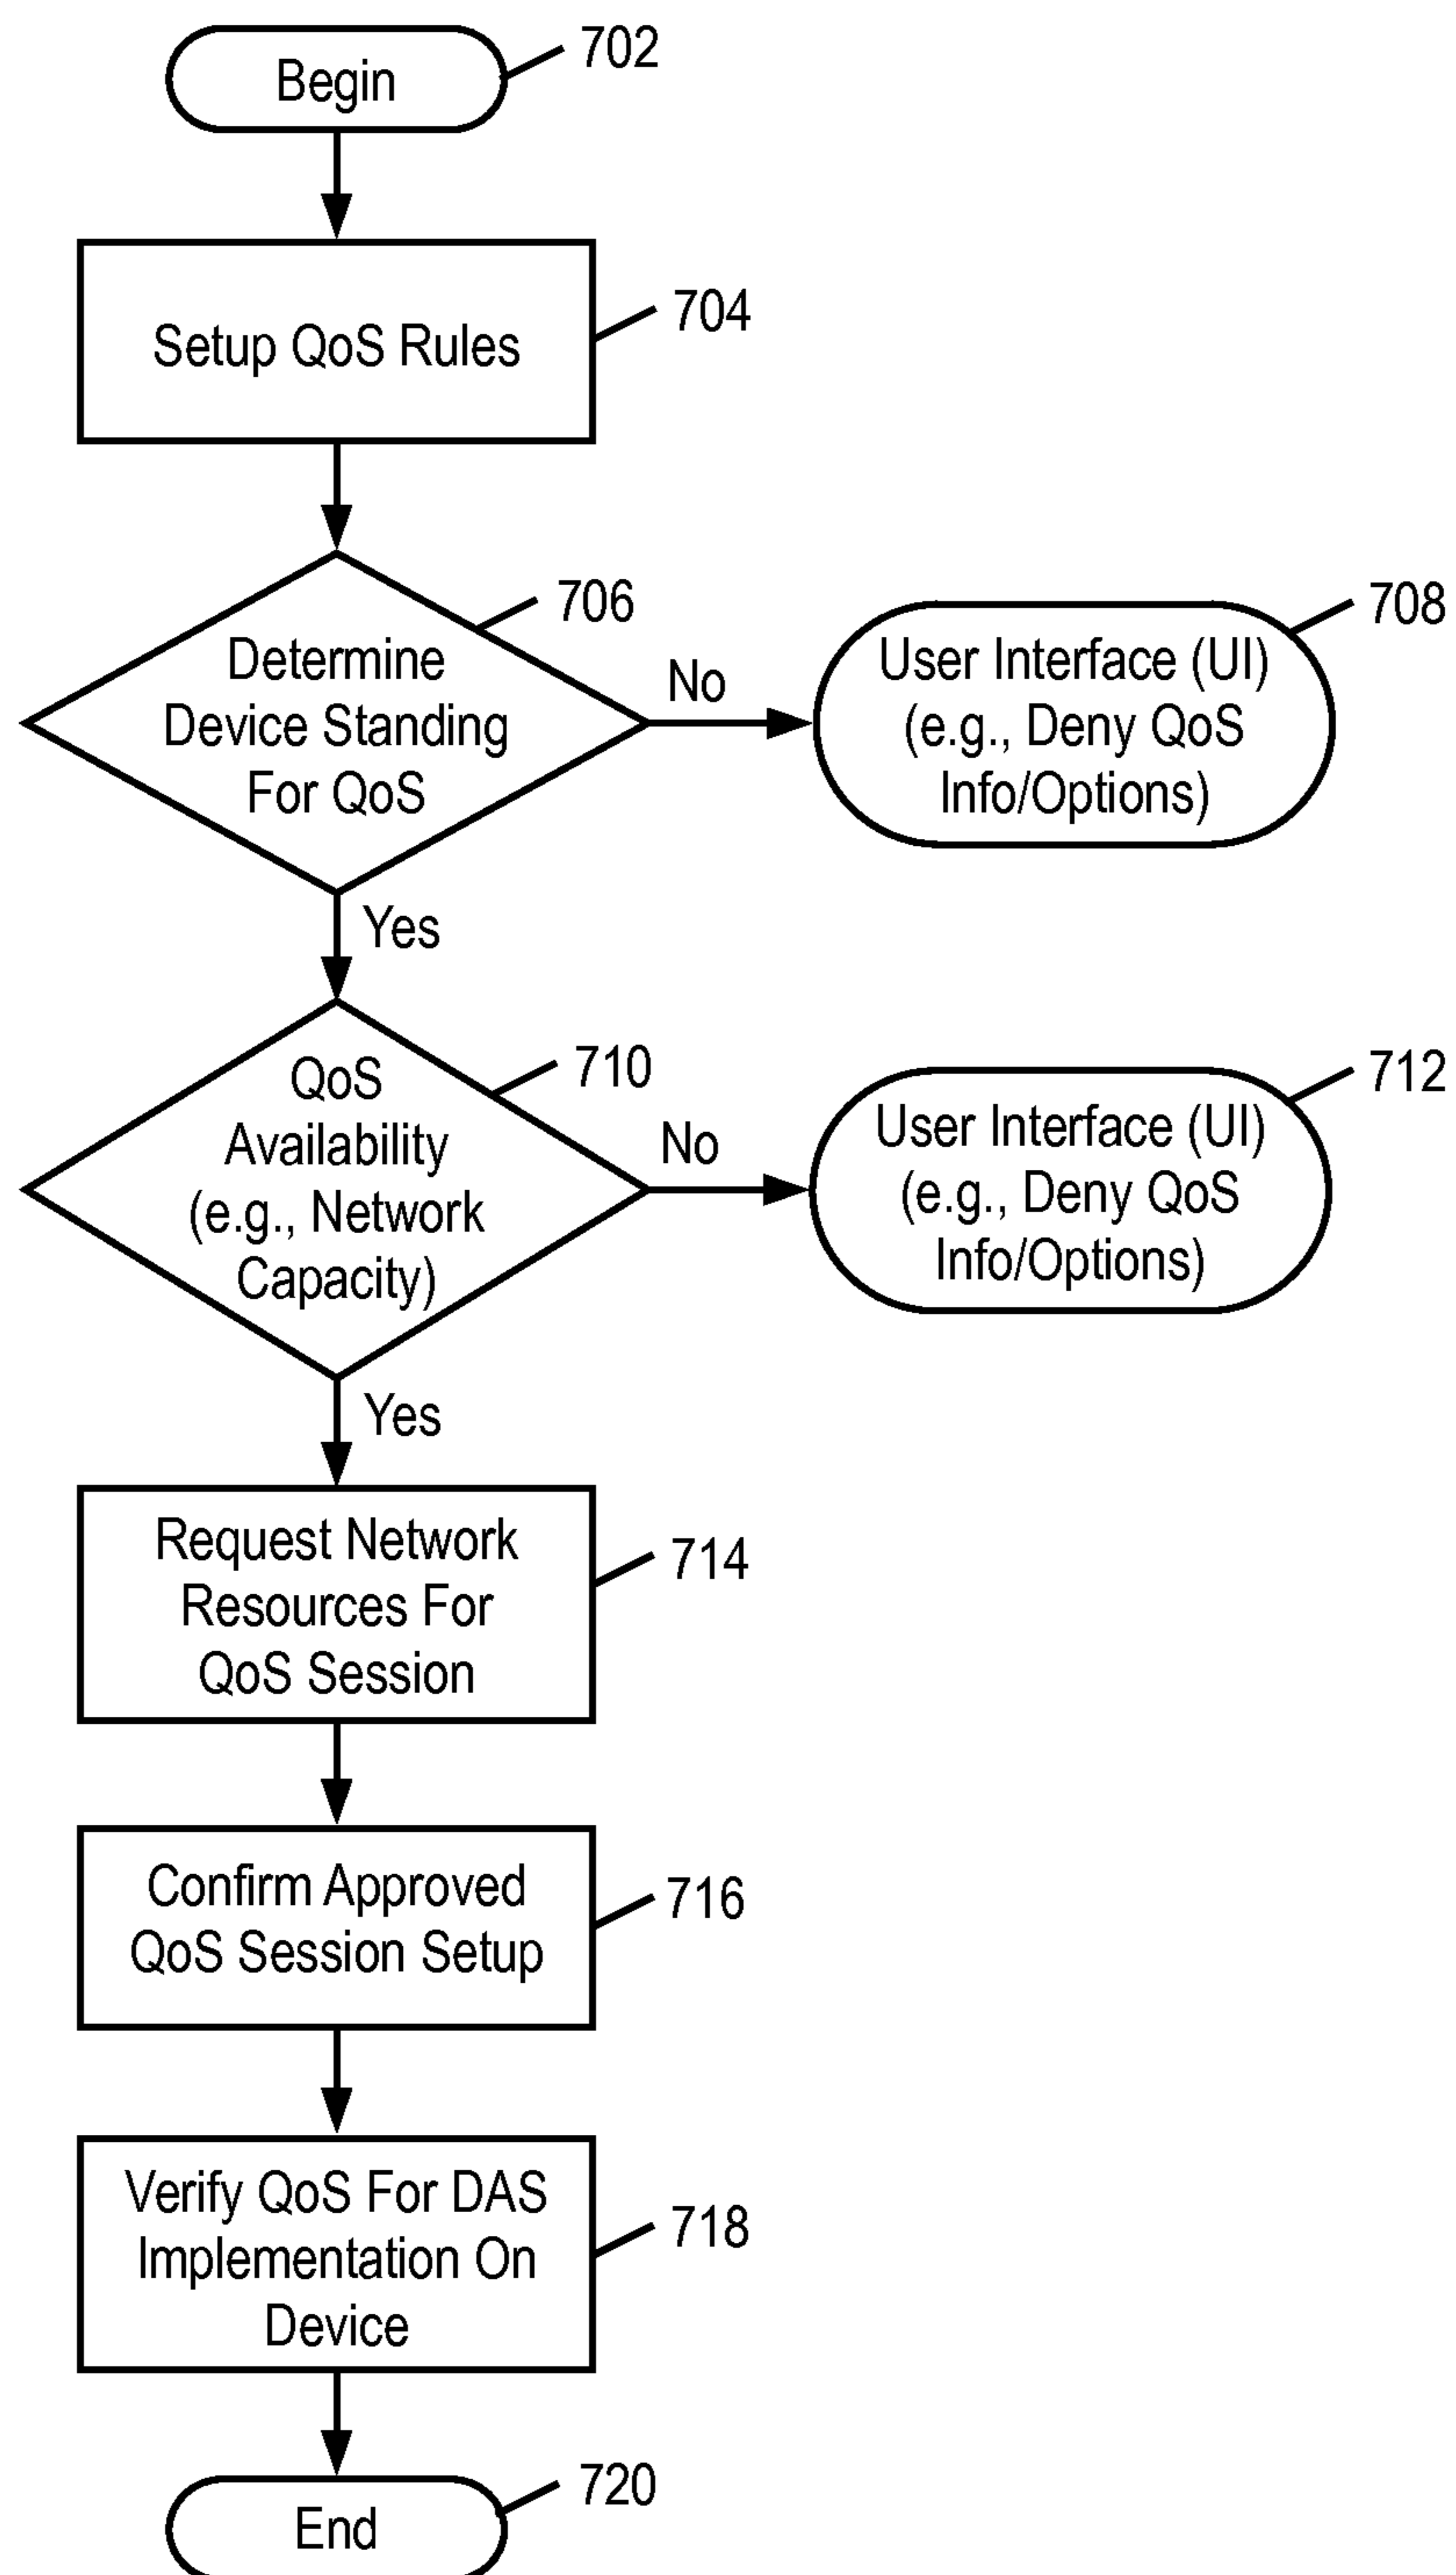 Begin
702
Setup QoS Rules
704
706
Determine
Device Standing
For QoS
No
708
User Interface (UI)
(e.g., Deny QoS
Info/Options)
Yes
710
QoS
Availability
(e.g., Network
Capacity)
No
712
User Interface (UI)
(e.g., Deny QoS
Info/Options)
Yes
Request Network
Resources For
QoS Session
714
Confirm Approved
QoS Session Setup
716
Verify QoS For DAS
Implementation On
Device
718
End
720